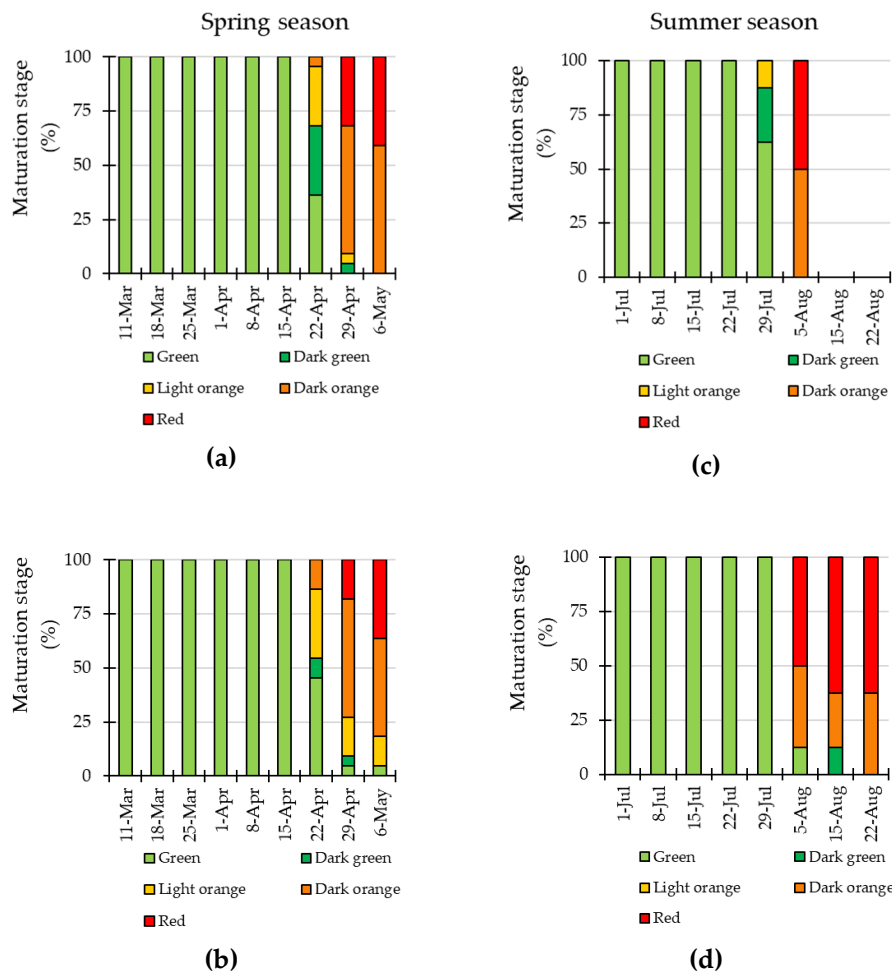 Spring season
Summer season
Maturation stage
(%)
100
75
50
25
0
11-Mar
18-Mar
25-Mar
1-Apr
8-Apr
15-Apr
22-Apr
29-Apr
6-May
Green
Dark green
Light orange
Dark orange
Red
(a)
Maturation stage
(%)
100
75
50
25
0
1-Jul
8-Jul
15-Jul
22-Jul
29-Jul
5-Aug
15-Aug
22-Aug
Green
Dark green
Light orange
Dark orange
Red
(c)
Maturation stage
(%)
100
75
50
25
0
11-Mar
18-Mar
25-Mar
1-Apr
8-Apr
15-Apr
22-Apr
29-Apr
6-May
Green
Dark green
Light orange
Dark orange
Red
(b)
Maturation stage
(%)
100
75
50
25
0
1-Jul
8-Jul
15-Jul
22-Jul
29-Jul
5-Aug
15-Aug
22-Aug
Green
Dark green
Light orange
Dark orange
Red
(d)